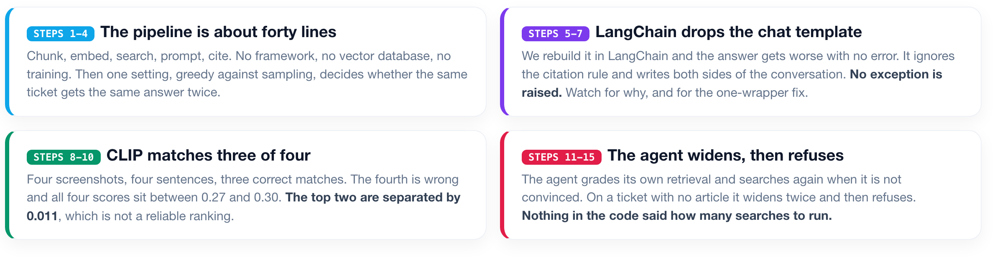 STEPS 1–4 The pipeline is about forty lines
Chunk, embed, search, prompt, cite. No framework, no vector database, no
training. Then one setting, greedy against sampling, decides whether the same
ticket gets the same answer twice.
STEPS 5–7 LangChain drops the chat template
We rebuild it in LangChain and the answer gets worse with no error. It ignores
the citation rule and writes both sides of the conversation. No exception is
raised. Watch for why, and for the one-wrapper fix.
STEPS 8–10 CLIP matches three of four
Four screenshots, four sentences, three correct matches. The fourth is wrong
and all four scores sit between 0.27 and 0.30. The top two are separated by
0.011, which is not a reliable ranking.
STEPS 11–15 The agent widens, then refuses
The agent grades its own retrieval and searches again when it is not
convinced. On a ticket with no article it widens twice and then refuses.
Nothing in the code said how many searches to run.